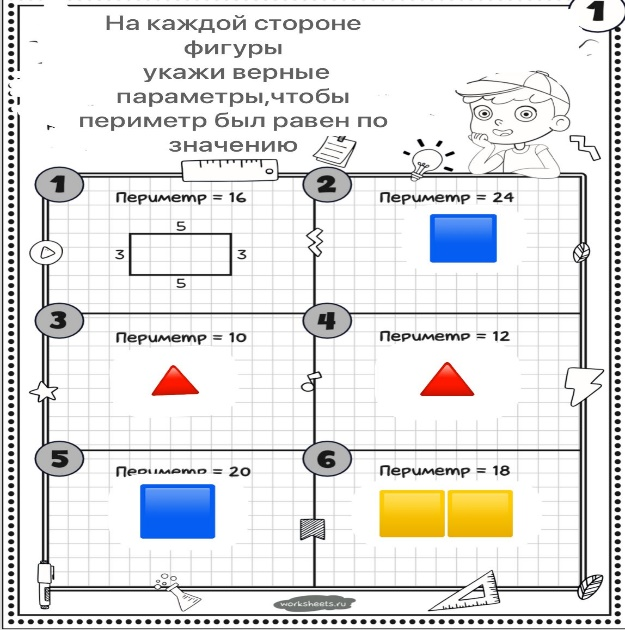 1
На каждой стороне
фигуры
укажи верные
параметры,чтобы
периметр был равен по
значению
1
Периметр = 16
5
3
3
5
2
Периметр = 24
3
Периметр = 10
4
Периметр = 12
5
Периметр = 20
6
Периметр = 18
worksheets.ru